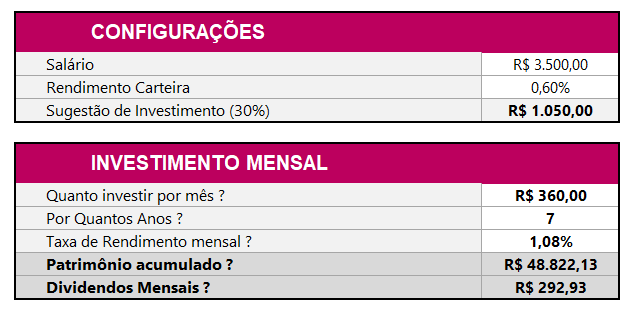 CONFIGURAÇÕES
Salário R$ 3.500,00
Rendimento Carteira 0,60%
Sugestão de Investimento (30%) R$ 1.050,00
INVESTIMENTO MENSAL
Quanto investir por mês ? R$ 360,00
Por Quantos Anos ? 7
Taxa de Rendimento mensal ? 1,08%
Patrimônio acumulado ? R$ 48.822,13
Dividendos Mensais ? R$ 292,93